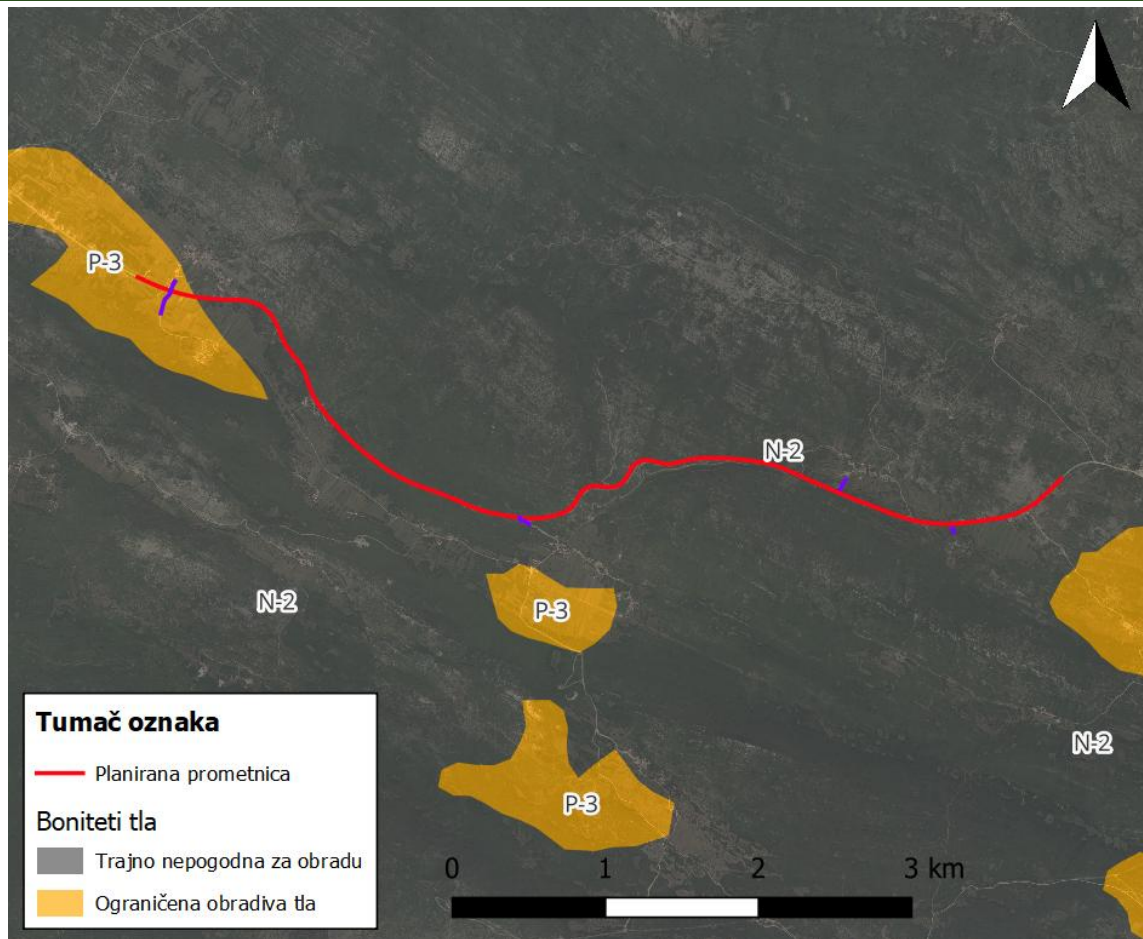 P-3
N-2
N-2
P-3
N-2
P-3
Tumač oznaka
Planirana prometnica
Boniteti tla
Trajno nepogodna za obradu
Ograničena obradiva tla
0 1 2 3 km